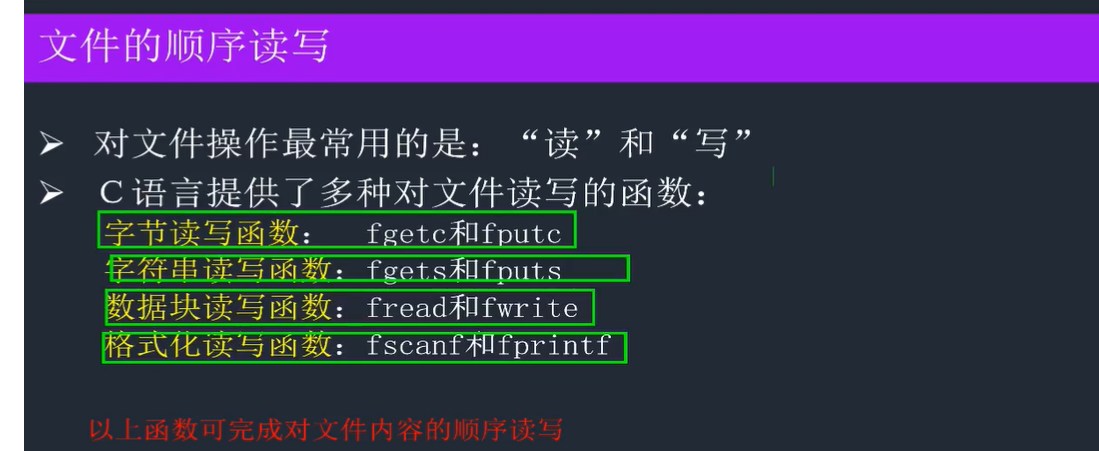 文件的顺序读写
➢ 对文件操作最常用的是：“读”和“写”
➢ C语言提供了多种对文件读写的函数：
字节读写函数： fgetc和fputc
字符串读写函数：fgets和fputs
数据块读写函数：fread和fwrite
格式化读写函数：fscanf和fprintf
以上函数可完成对文件内容的顺序读写